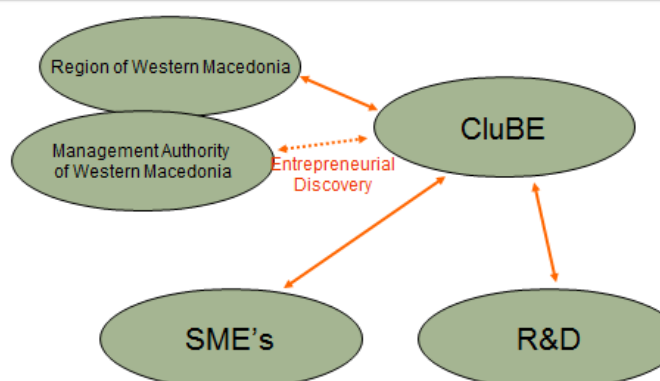 Region of Western Macedonia
CluBE
Management Authority
of Western Macedonia
Entrepreneurial
Discovery
SME's
R&D